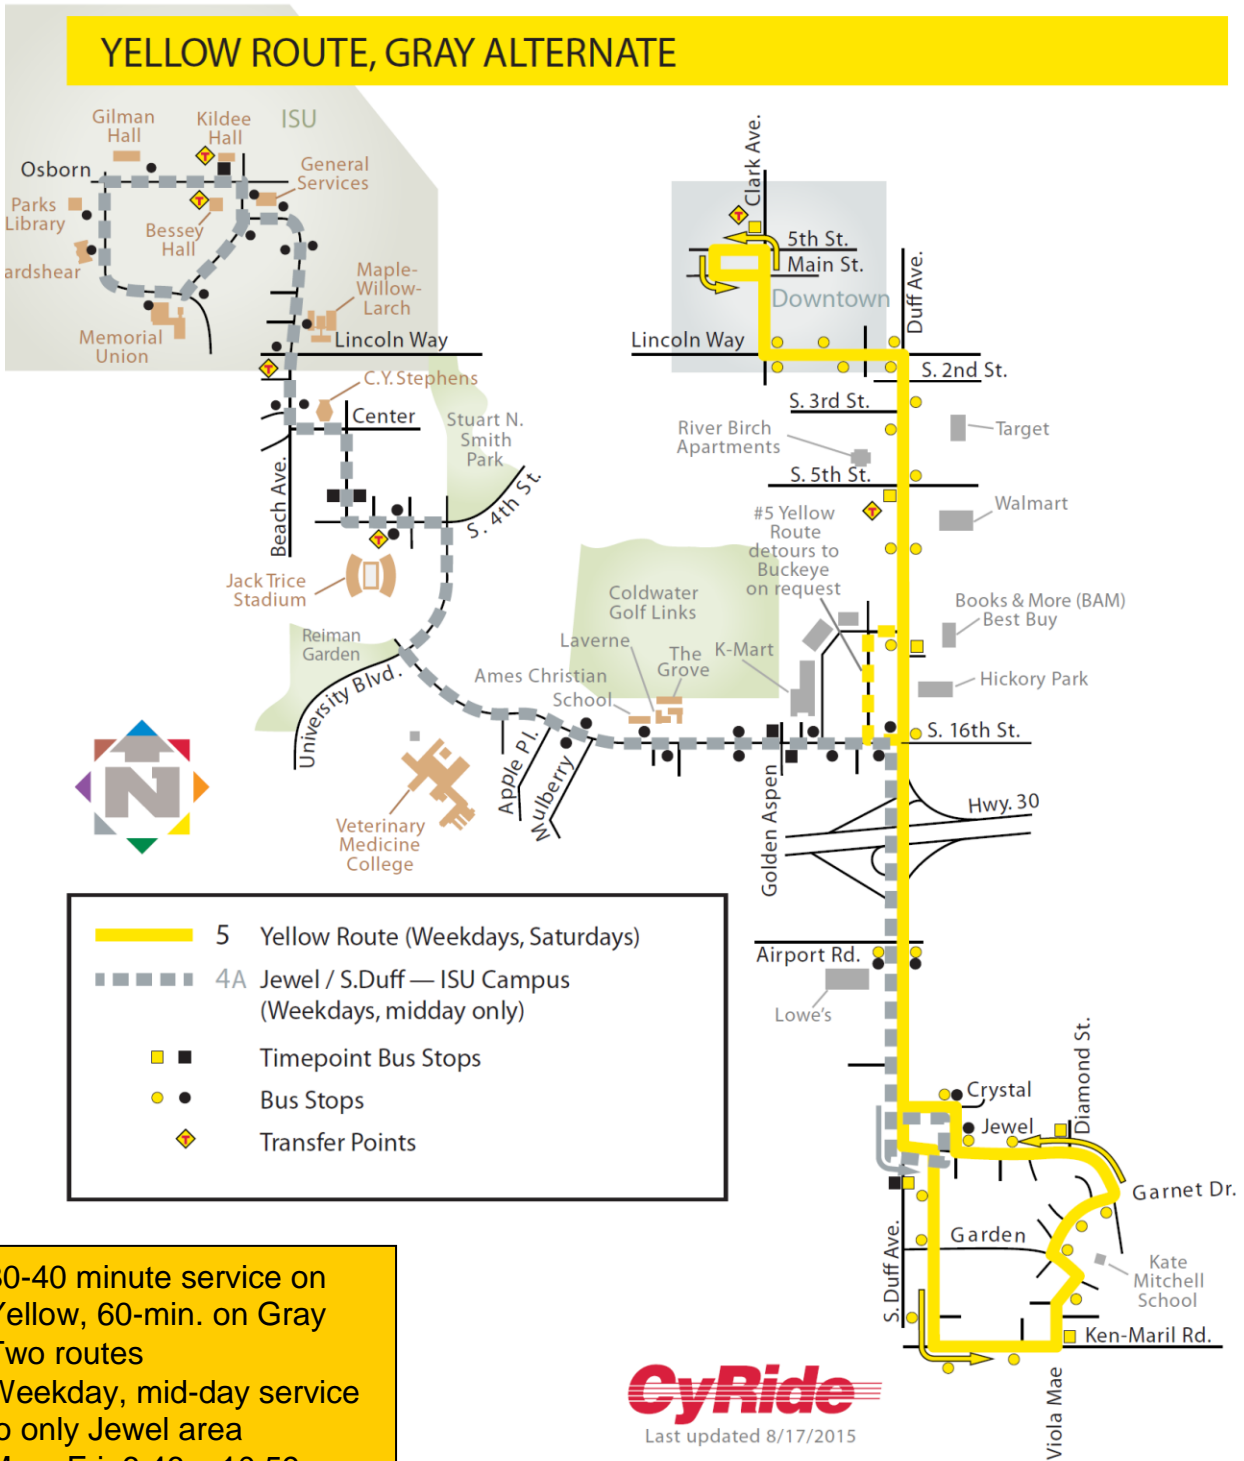 YELLOW ROUTE, GRAY ALTERNATE
Gilman
Hall
Kildee
Hall
ISU
Osborn
General
Services
Parks
Library
Bessey
Hall
ardshear
Maple-
Willow-
Larch
Memorial
Union
Lincoln Way
C.Y. Stephens
Center
Stuart N.
Smith
Park
Beach Ave.
S. 4th St.
Jack Trice
Stadium
Reiman
Garden
University Blvd.
Clark Ave.
5th St.
Main St.
Downtown
Duff Ave.
Lincoln Way
S. 2nd St.
S. 3rd St.
River Birch
Apartments
Target
S. 5th St.
Walmart
#5 Yellow
Route
detours to
Buckeye
on request
Books & More (BAM)
Best Buy
Coldwater
Golf Links
Laverne
The
Grove
K-Mart
Ames Christian
School
Hickory Park
S. 16th St.
Apple Pl.
Mulberry
Golden Aspen
Hwy. 30
Veterinary
Medicine
College
N
5 Yellow Route (Weekdays, Saturdays)
4A Jewel / S.Duff — ISU Campus
(Weekdays, midday only)
Timepoint Bus Stops
Bus Stops
T Transfer Points
Airport Rd.
Lowe's
Crystal
Jewel
Diamond St.
Garnet Dr.
S. Duff Ave.
Garden
Kate
Mitchell
School
Ken-Maril Rd.
Viola Mae
30-40 minute service on
Yellow, 60-min. on Gray
Two routes
Weekday, mid-day service
to only Jewel area
CyRide
Last updated 8/17/2015